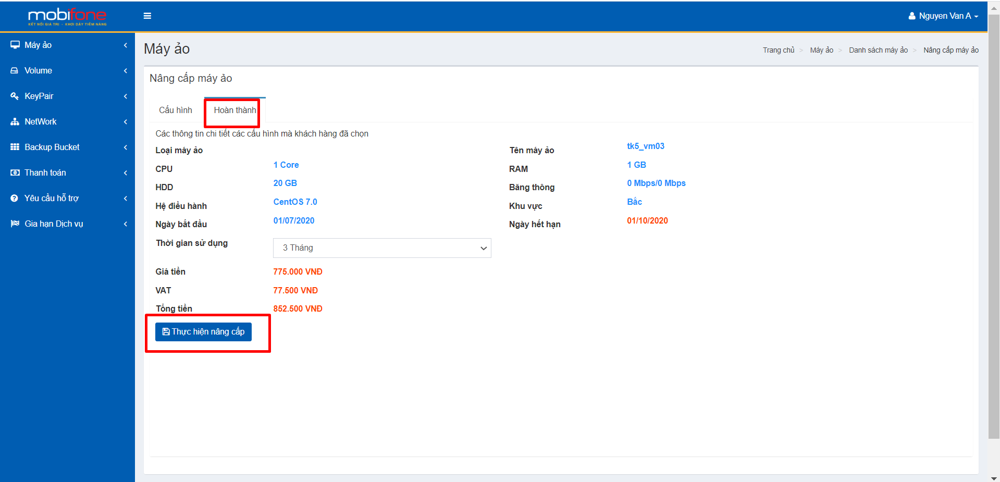 mobifone
KẾT NỐI GIÁ TRỊ - KHƠI DẬY TIỀM NĂNG
Nguyen Van A
Máy ảo
Volume
KeyPair
NetWork
Backup Bucket
Thanh toán
Yêu cầu hỗ trợ
Gia hạn Dịch vụ
Máy ảo
Trang chủ > Máy ảo > Danh sách máy ảo > Nâng cấp máy ảo
Nâng cấp máy ảo
Cấu hình Hoàn thành
Các thông tin chi tiết các cấu hình mà khách hàng đã chọn
Loại máy ảo Tên máy ảo tk5_vm03
CPU 1 Core RAM 1 GB
HDD 20 GB Băng thông 0 Mbps/0 Mbps
Hệ điều hành CentOS 7.0 Khu vực Bắc
Ngày bắt đầu 01/07/2020 Ngày hết hạn 01/10/2020
Thời gian sử dụng 3 Tháng
Giá tiền 775.000 VNĐ
VAT 77.500 VNĐ
Tổng tiền 852.500 VNĐ
Thực hiện nâng cấp